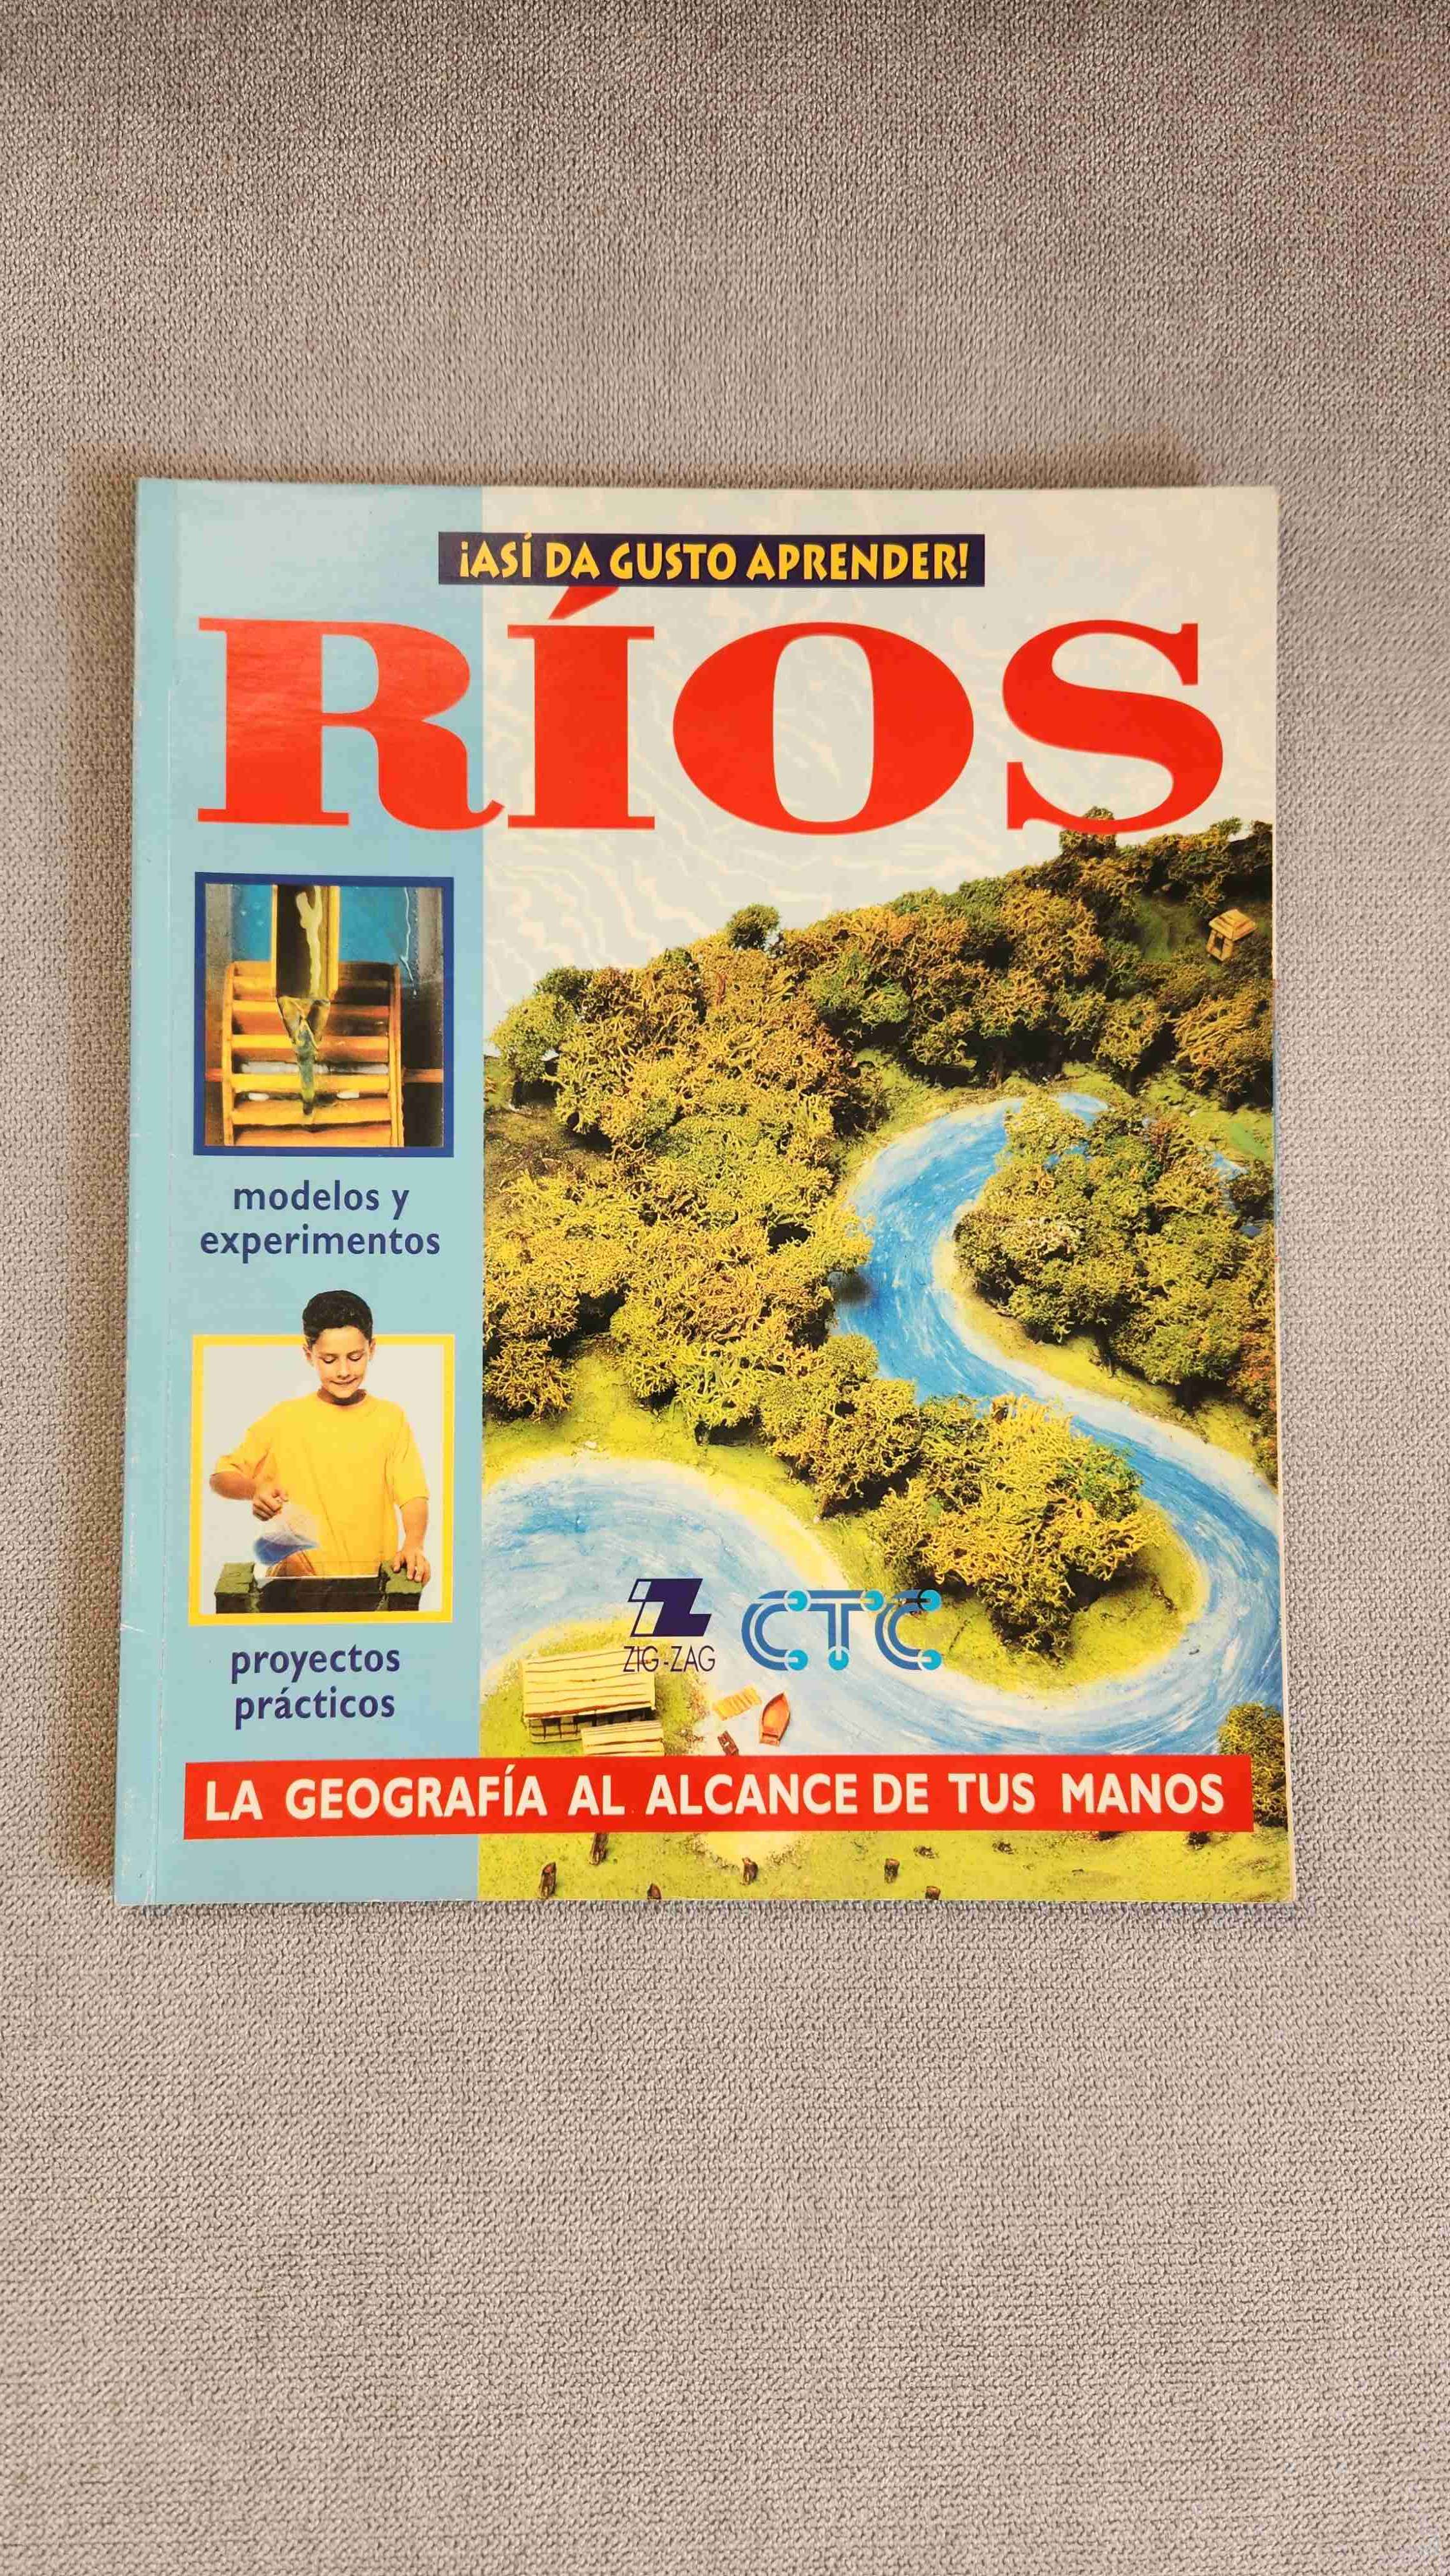 ¡ASÍ DA GUSTO APRENDER!
RÍOS
modelos y
experimentos
proyectos
prácticos
ZIG-ZAG
CTC
LA GEOGRAFÍA AL ALCANCE DE TUS MANOS